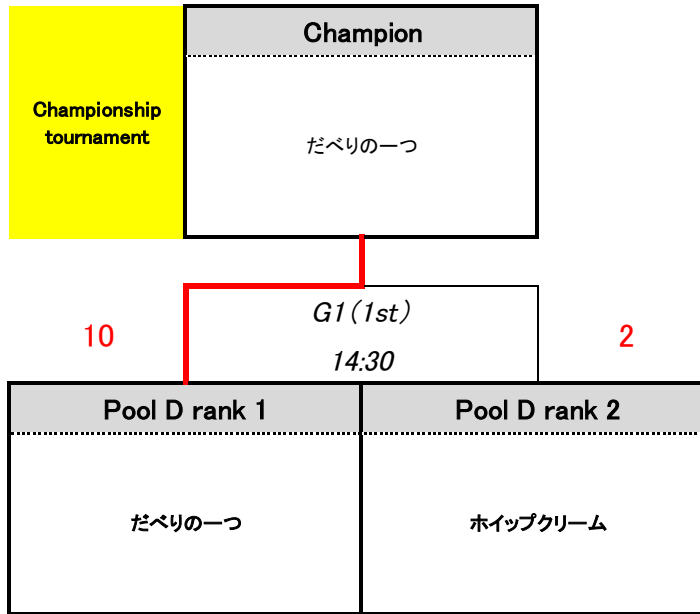 Champion
Championship
tournament
だべりの一つ
G1(1st)
10
2
14:30
Pool D rank 1
Pool D rank 2
だべりの一つ
ホイップクリーム